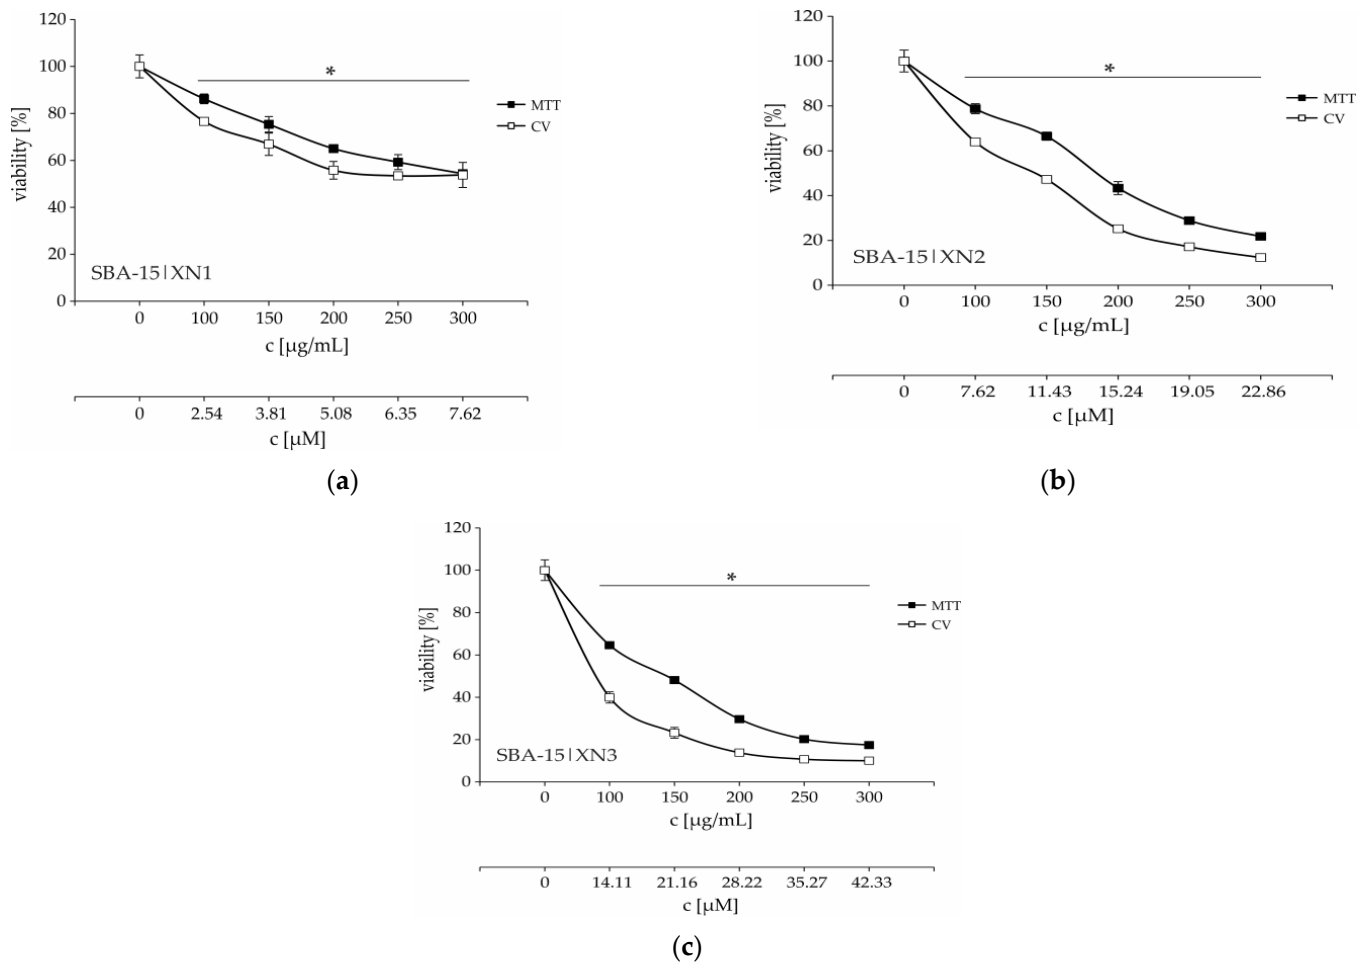 120
100
80
60
40
20
0
viability [%]
*
MTT
CV
SBA-15|XN1
0 100 150 200 250 300
c [µg/mL]
0 2.54 3.81 5.08 6.35 7.62
c [µM]
(a)
120
100
80
60
40
20
0
viability [%]
*
MTT
CV
SBA-15|XN2
0 100 150 200 250 300
c [µg/mL]
0 7.62 11.43 15.24 19.05 22.86
c [µM]
(b)
120
100
80
60
40
20
0
viability [%]
*
MTT
CV
SBA-15|XN3
0 100 150 200 250 300
c [µg/mL]
0 14.11 21.16 28.22 35.27 42.33
c [µM]
(c)